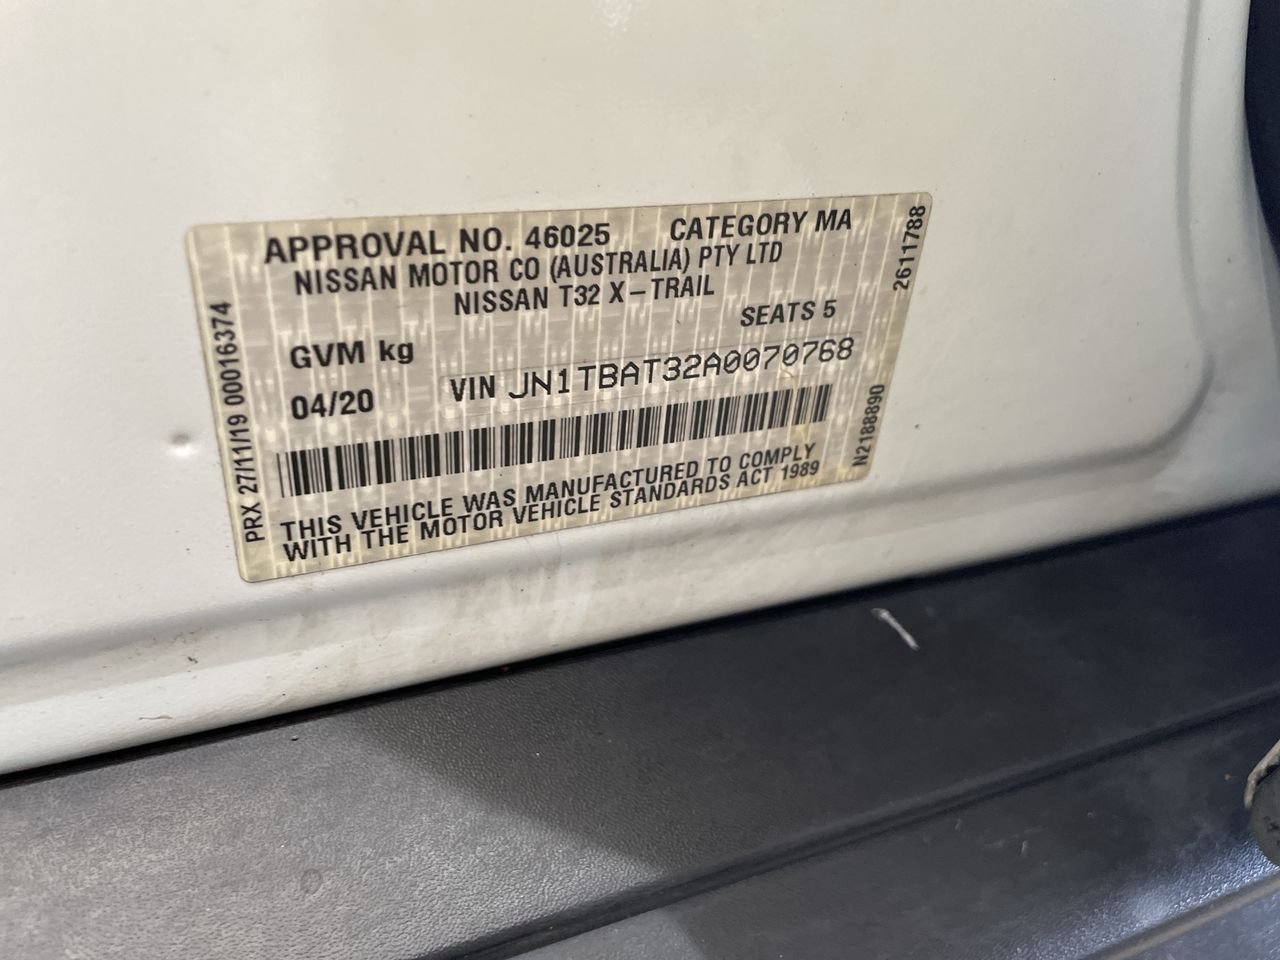 APPROVAL NO. 46025 CATEGORY MA
NISSAN MOTOR CO (AUSTRALIA) PTY LTD
NISSAN T32 X-TRAIL
SEATS 5
GVM kg
04/20 VIN JN1TBAT32A0070768
THIS VEHICLE WAS MANUFACTURED TO COMPLY
WITH THE MOTOR VEHICLE STANDARDS ACT 1989
PRX 27/11/19 00016374
2611788
N2188890